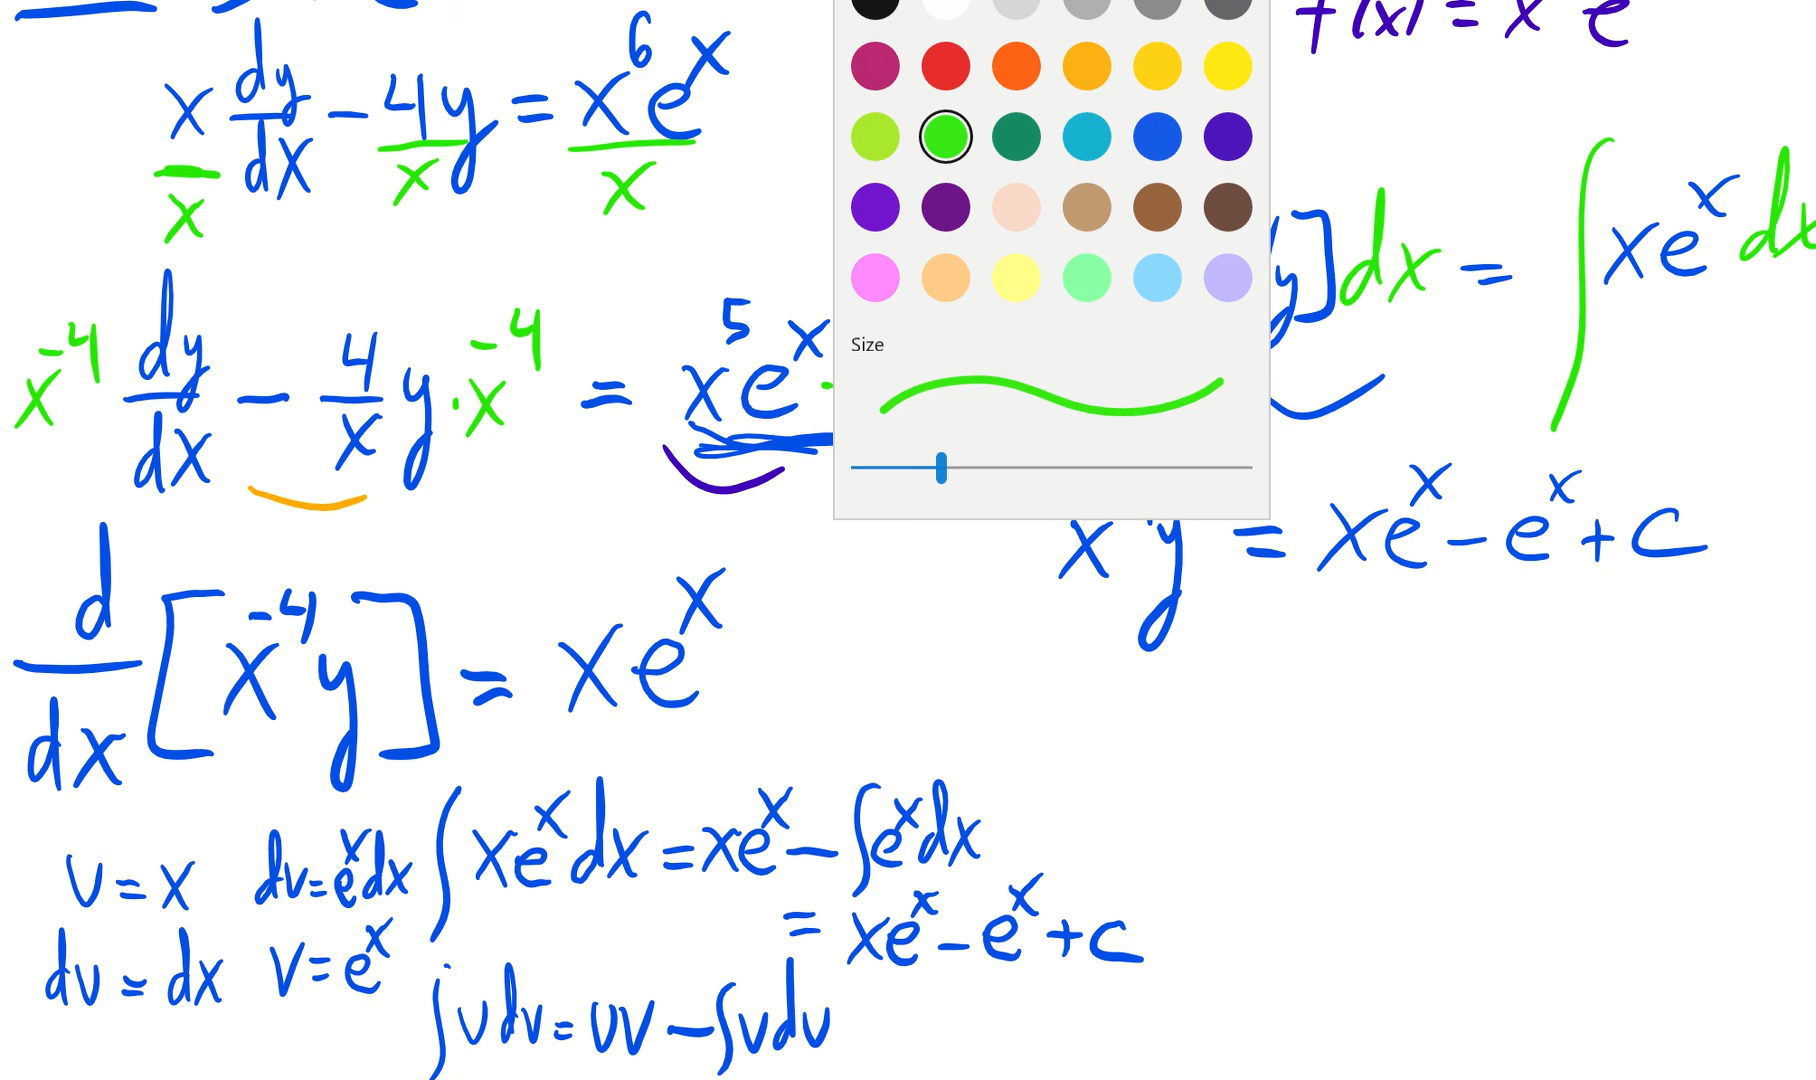 x dy/dx - 4y = x^6 e^x
x x x
f(x) = x e
x^-4 dy/dx - 4/x y · x^-4 = x^5 e^x
y] dx = ∫ x e^x dx
Size
x y = x e^x - e^x + c
d/dx [x^-4 y] = x e^x
u = x dv = e^x dx ∫ x e^x dx = x e^x - ∫ e^x dx
= x e^x - e^x + c
du = dx v = e^x
∫ u dv = uv - ∫ v du